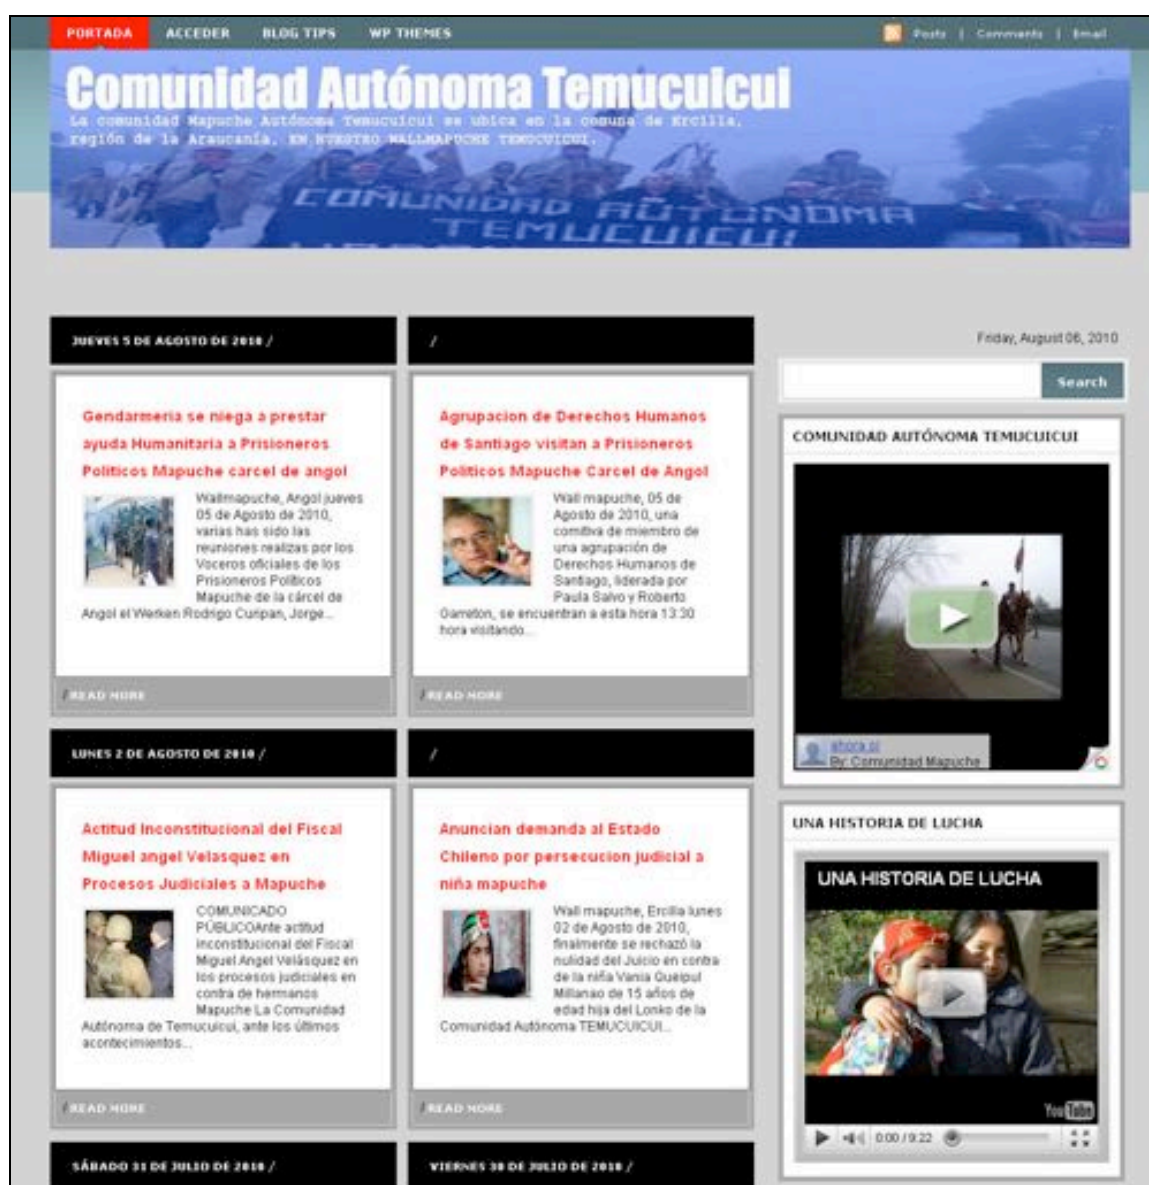 PORTADA ACCEDER BLOG TIPS WP THEMES
Posts | Comments | Email
Comunidad Autónoma Temucuicui
La comunidad Mapuche Autónoma Temucuicui se ubica en la comuna de Ercilla,
región de la Araucanía. EN NUESTRO WALLMAPUCHE TEMUCUICUI.
COMUNIDAD AUTONOMA
TEMUCUICUI
JUEVES 5 DE AGOSTO DE 2010 /
Gendarmeria se niega a prestar
ayuda Humanitaria a Prisioneros
Politicos Mapuche carcel de angol
Wallmapuche, Angol jueves
05 de Agosto de 2010,
varias has sido las
reuniones realizas por los
Voceros oficiales de los
Prisioneros Políticos
Mapuche de la cárcel de
Angol el Werken Rodrigo Curipan, Jorge...
/ READ MORE
/
Agrupacion de Derechos Humanos
de Santiago visitan a Prisioneros
Politicos Mapuche Carcel de Angol
Wall mapuche, 05 de
Agosto de 2010, una
comitiva de miembro de
una agrupación de
Derechos Humanos de
Santiago, liderada por
Paula Salvo y Roberto
Garreton, se encuentran a esta hora 13:30
hora visitando...
/ READ MORE
Friday, August 06, 2010
Search
COMUNIDAD AUTÓNOMA TEMUCUICUI
ahora si
By: Comunidad Mapuche
LUNES 2 DE AGOSTO DE 2010 /
Actitud Inconstitucional del Fiscal
Miguel angel Velasquez en
Procesos Judiciales a Mapuche
COMUNICADO
PÚBLICOAnte actitud
inconstitucional del Fiscal
Miguel Angel Velásquez en
los procesos judiciales en
contra de hermanos
Mapuche La Comunidad
Autónoma de Temucuicui, ante los últimos
acontecimientos...
/ READ MORE
/
Anuncian demanda al Estado
Chileno por persecucion judicial a
niña mapuche
Wall mapuche, Ercilla lunes
02 de Agosto de 2010,
finalmente se rechazó la
nulidad del Juicio en contra
de la niña Vania Queipul
Millanao de 15 años de
edad hija del Lonko de la
Comunidad Autónoma TEMUCUICUI...
/ READ MORE
UNA HISTORIA DE LUCHA
UNA HISTORIA DE LUCHA
YouTube
0:00 / 9:22
SÁBADO 31 DE JULIO DE 2010 /
VIERNES 30 DE JULIO DE 2010 /